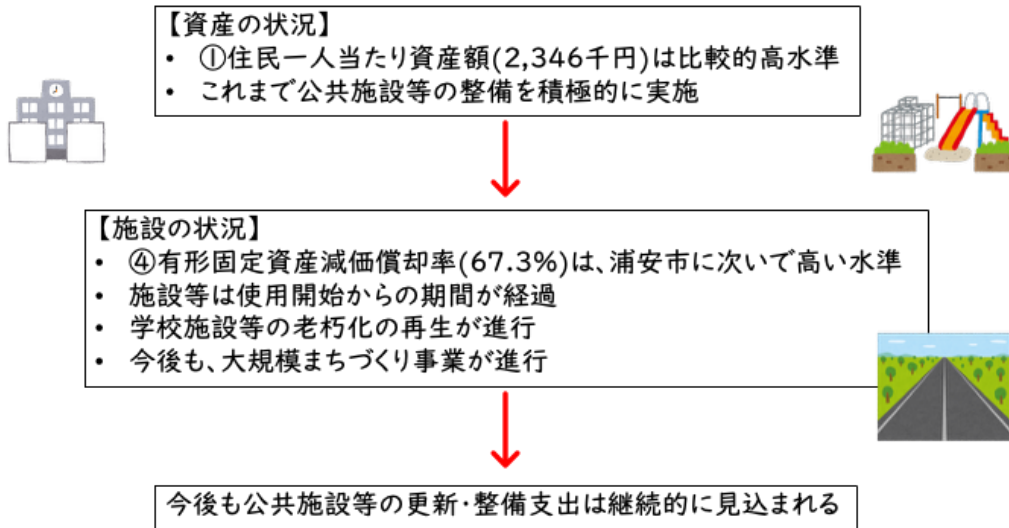 【資産の状況】
• ①住民一人当たり資産額(2,346千円)は比較的高水準
• これまで公共施設等の整備を積極的に実施
【施設の状況】
• ④有形固定資産減価償却率(67.3%)は、浦安市に次いで高い水準
• 施設等は使用開始からの期間が経過
• 学校施設等の老朽化の再生が進行
• 今後も、大規模まちづくり事業が進行
今後も公共施設等の更新・整備支出は継続的に見込まれる